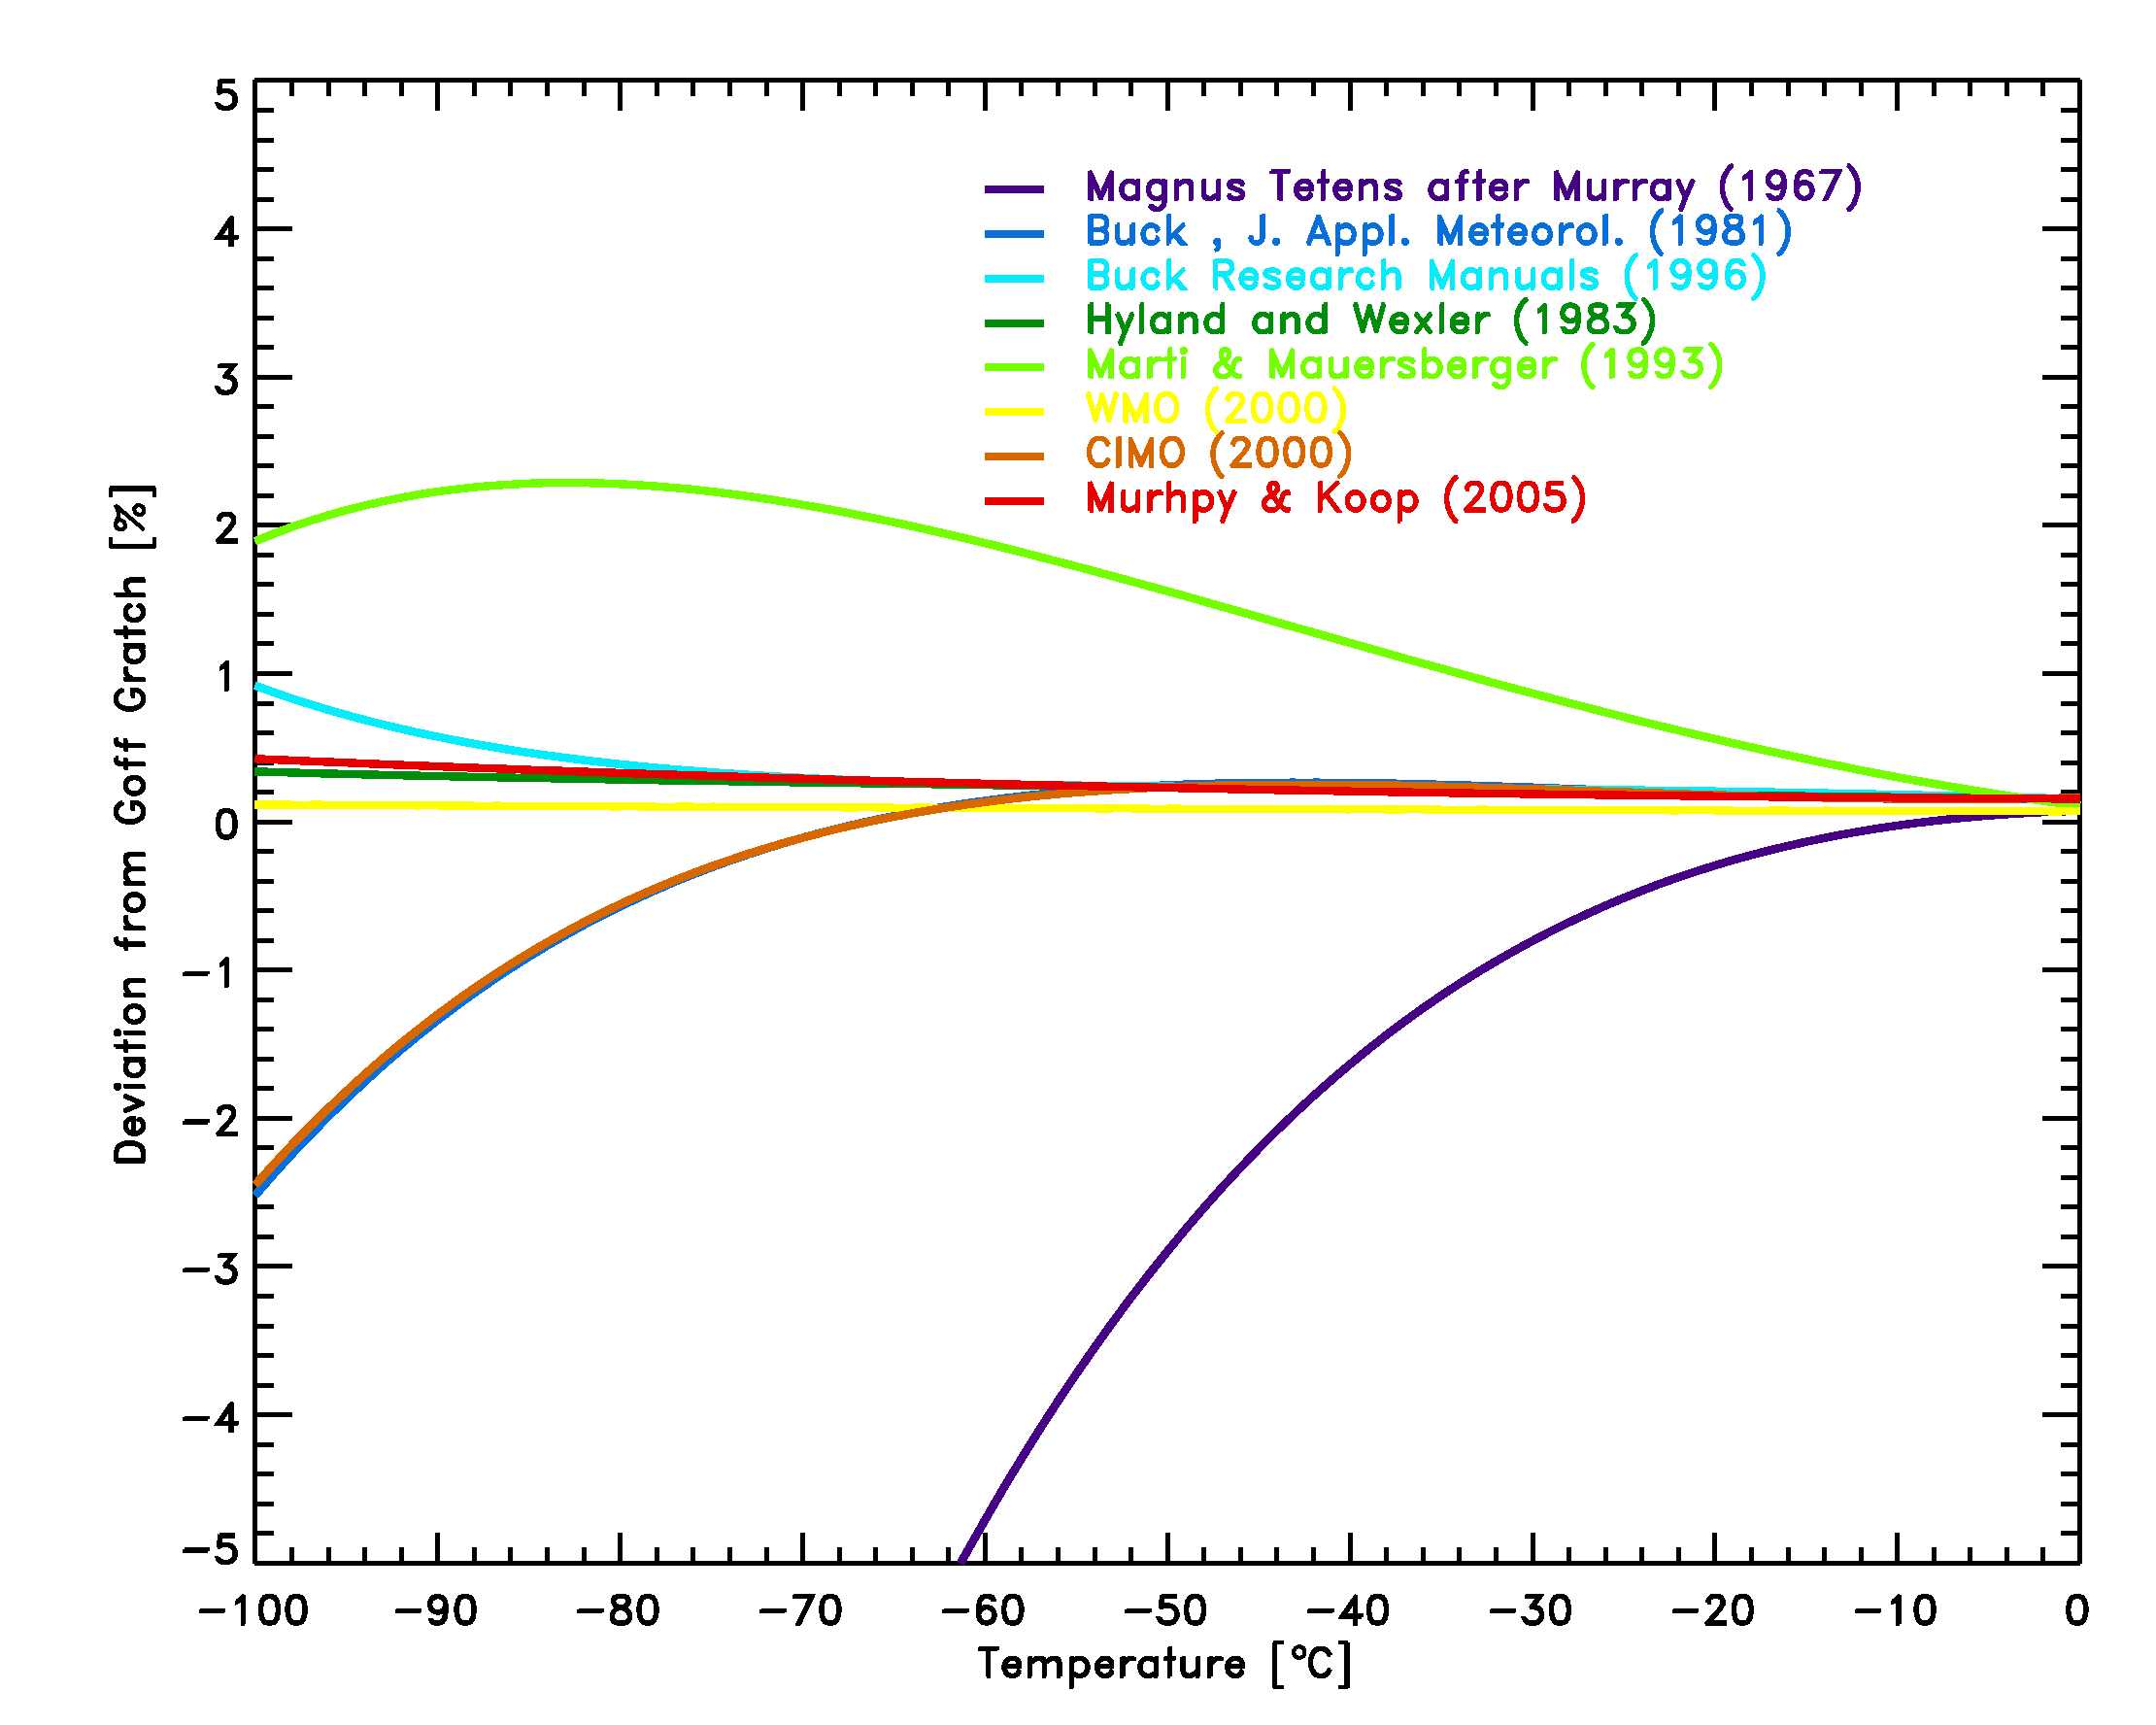 Magnus Tetens after Murray (1967)
Buck , J. Appl. Meteorol. (1981)
Buck Research Manuals (1996)
Hyland and Wexler (1983)
Marti & Mauersberger (1993)
WMO (2000)
CIMO (2000)
Murhpy & Koop (2005)
Deviation from Goff Gratch [%]
5
4
3
2
1
0
−1
−2
−3
−4
−5
−100 −90 −80 −70 −60 −50 −40 −30 −20 −10 0
Temperature [°C]